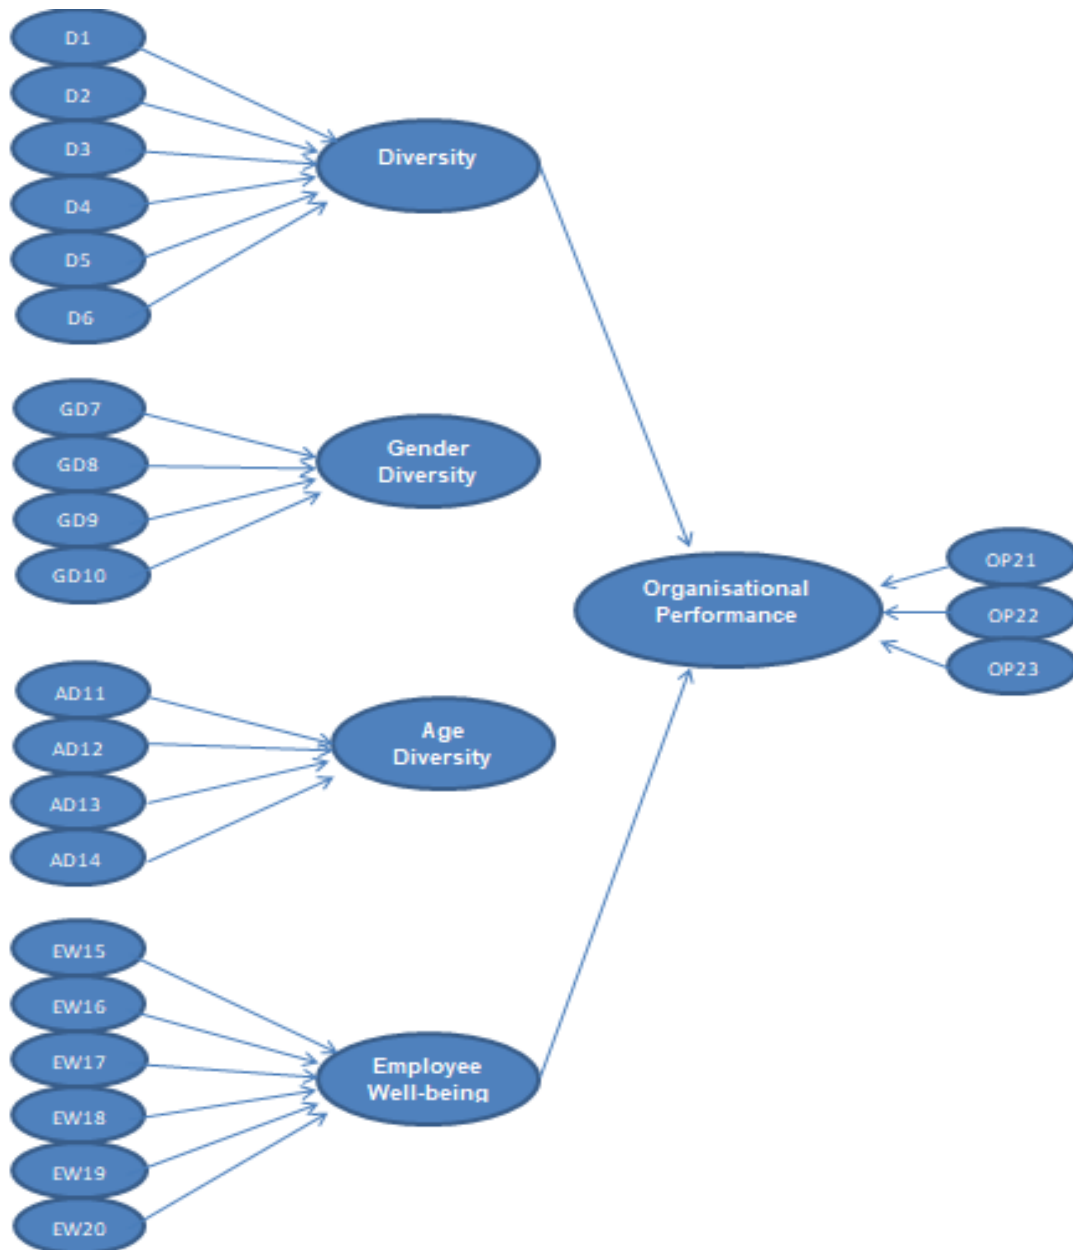 D1
D2
D3
D4
D5
D6
Diversity
GD7
GD8
GD9
GD10
Gender
Diversity
AD11
AD12
AD13
AD14
Age
Diversity
EW15
EW16
EW17
EW18
EW19
EW20
Employee
Well-being
Organisational
Performance
OP21
OP22
OP23